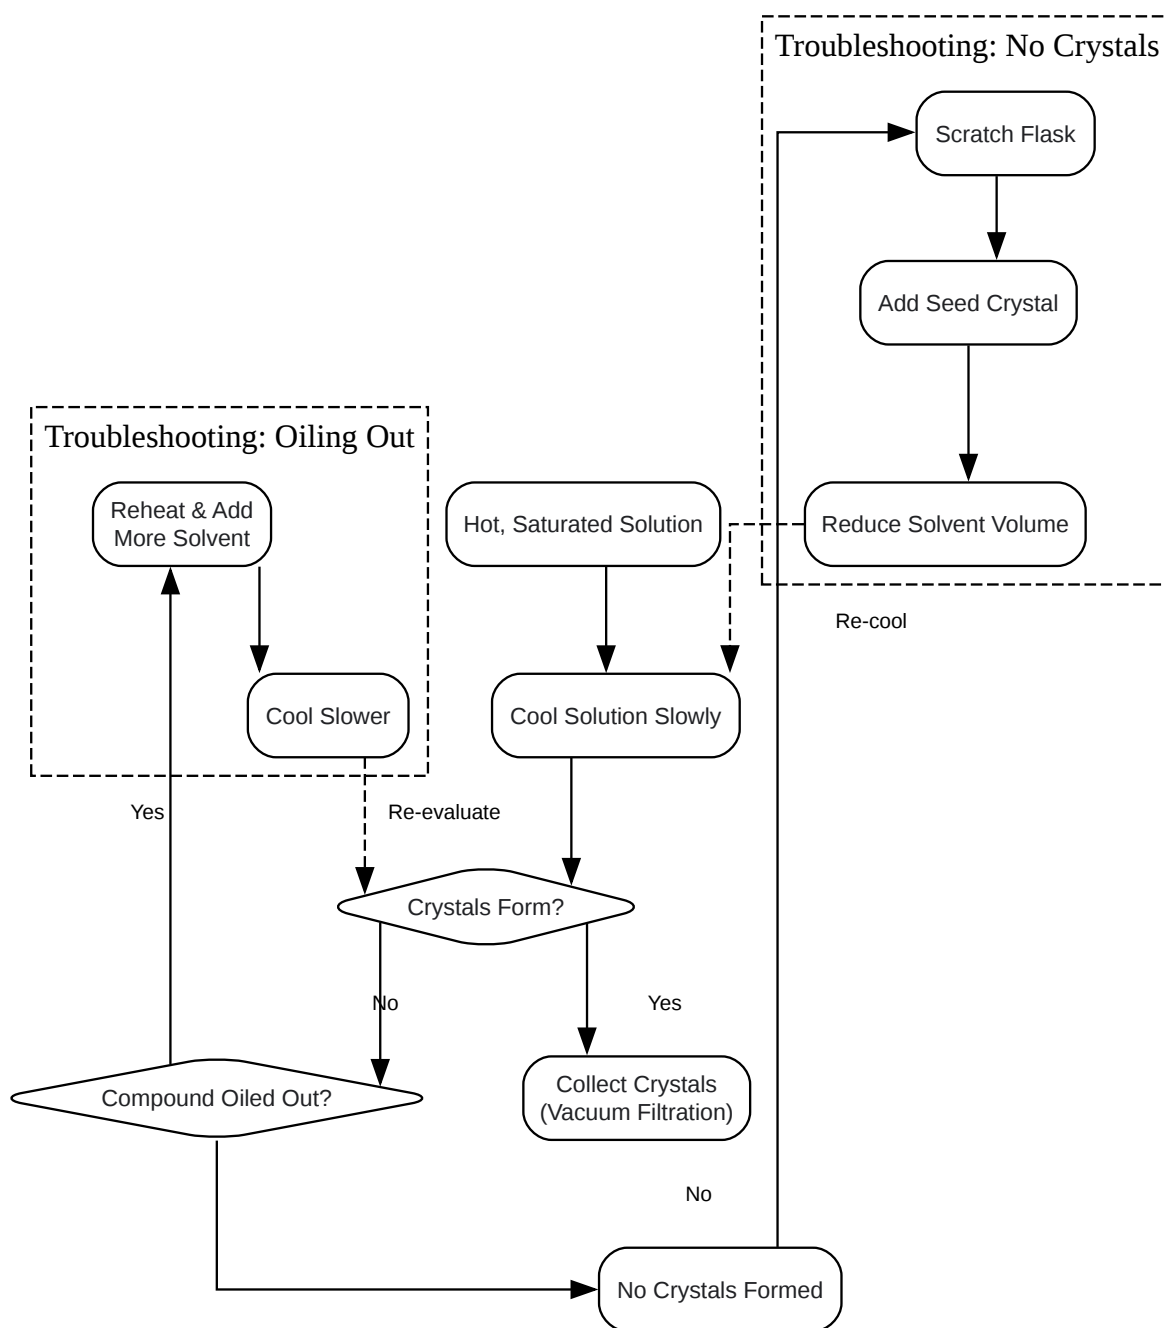 Troubleshooting: No Crystals
Scratch Flask
Add Seed Crystal
Troubleshooting: Oiling Out
Reheat & Add
More Solvent
Hot, Saturated Solution
Reduce Solvent Volume
Re-cool
Cool Slower
Cool Solution Slowly
Yes
Re-evaluate
Crystals Form?
No
Yes
Compound Oiled Out?
Collect Crystals
(Vacuum Filtration)
No
No Crystals Formed